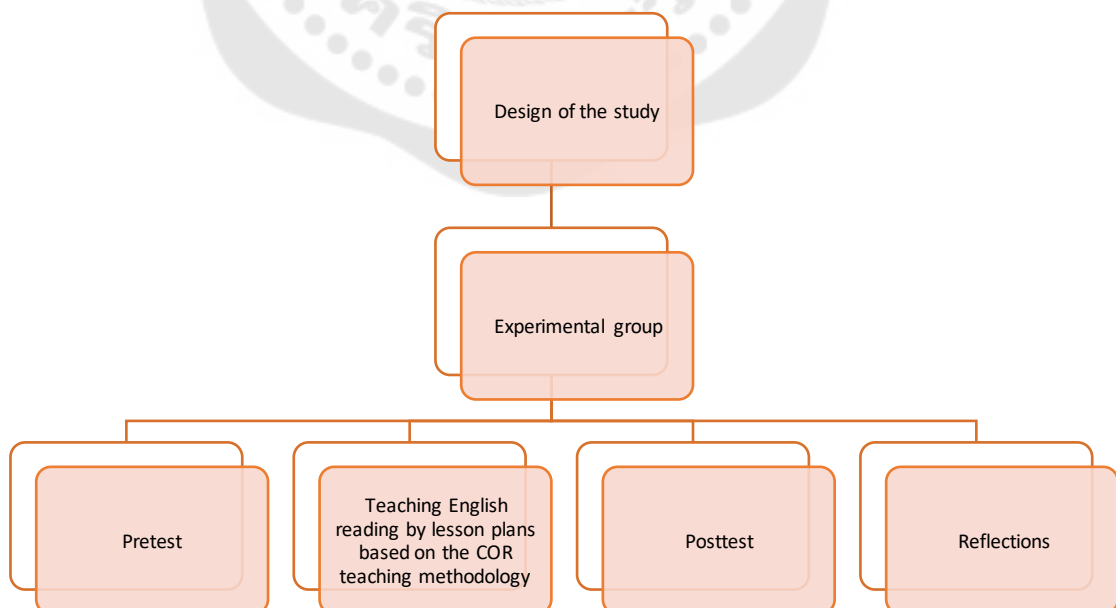 Design of the study
Experimental group
Pretest
Teaching English
reading by lesson plans
based on the COR
teaching methodology
Posttest
Reflections